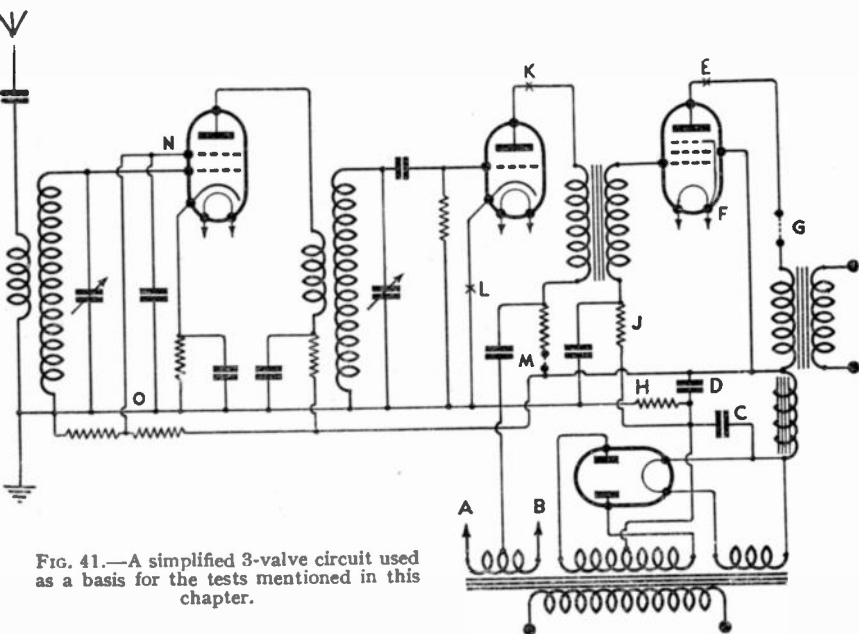 K
E
N
F
G
L
J
M
H
D
C
O
A
B
FIG. 41.—A simplified 3-valve circuit used
as a basis for the tests mentioned in this
chapter.